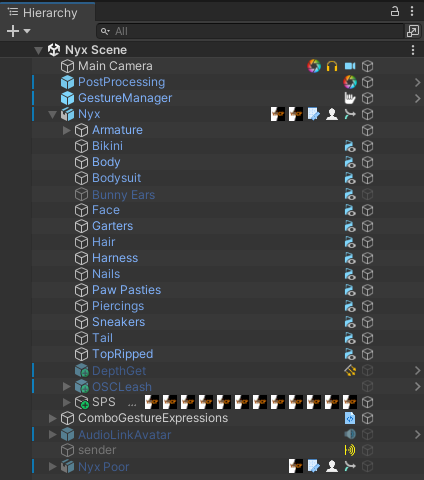 Hierarchy
All
Nyx Scene
Main Camera
PostProcessing
GestureManager
Nyx
Armature
Bikini
Body
Bodysuit
Bunny Ears
Face
Garters
Hair
Harness
Nails
Paw Pasties
Piercings
Sneakers
Tail
TopRipped
DepthGet
OSCLeash
SPS ...
ComboGestureExpressions
AudioLinkAvatar
sender
Nyx Poor